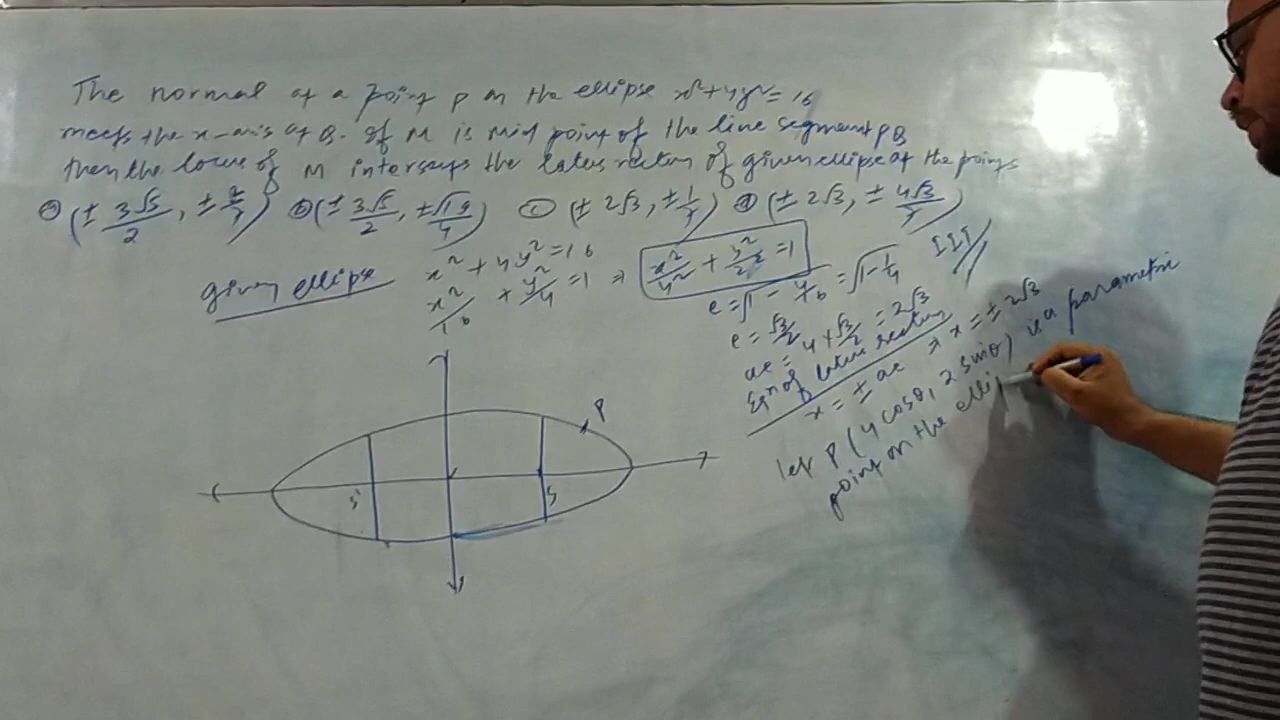 The normal at a point P on the ellipse x² + 4y² = 16
meets the x-axis at Q. If M is mid point of the line segment PQ
then the locus of M intersects the latus rectum of given ellipse at the points
(a) (± 3√5/2, ± 2/7) (b) (± 3√5/2, ± √19/4) (c) (± 2√3, ± 1/7) (d) (± 2√3, ± 4√3/7)
given ellipse x² + 4y² = 16
x²/16 + y²/4 = 1 ⇒ x²/4² + y²/2² = 1
e = √1 - 4/16 = √1 - 1/4 III
e = √3/2
ae = 4 × √3/2 = 2√3
Eqn of latus rectum
x = ± ae ⇒ x = ± 2√3
let P (4 cosθ, 2 sinθ) is a parametric
point on the elli
P
S'
S